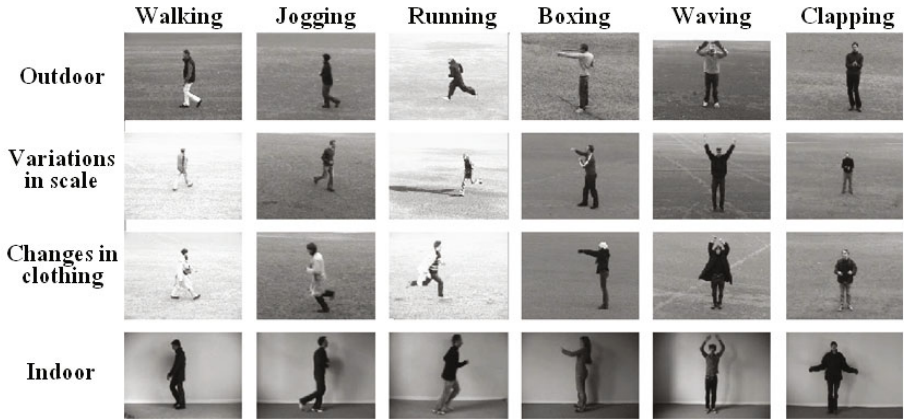 Walking Jogging Running Boxing Waving Clapping
Outdoor
Variations
in scale
Changes in
clothing
Indoor